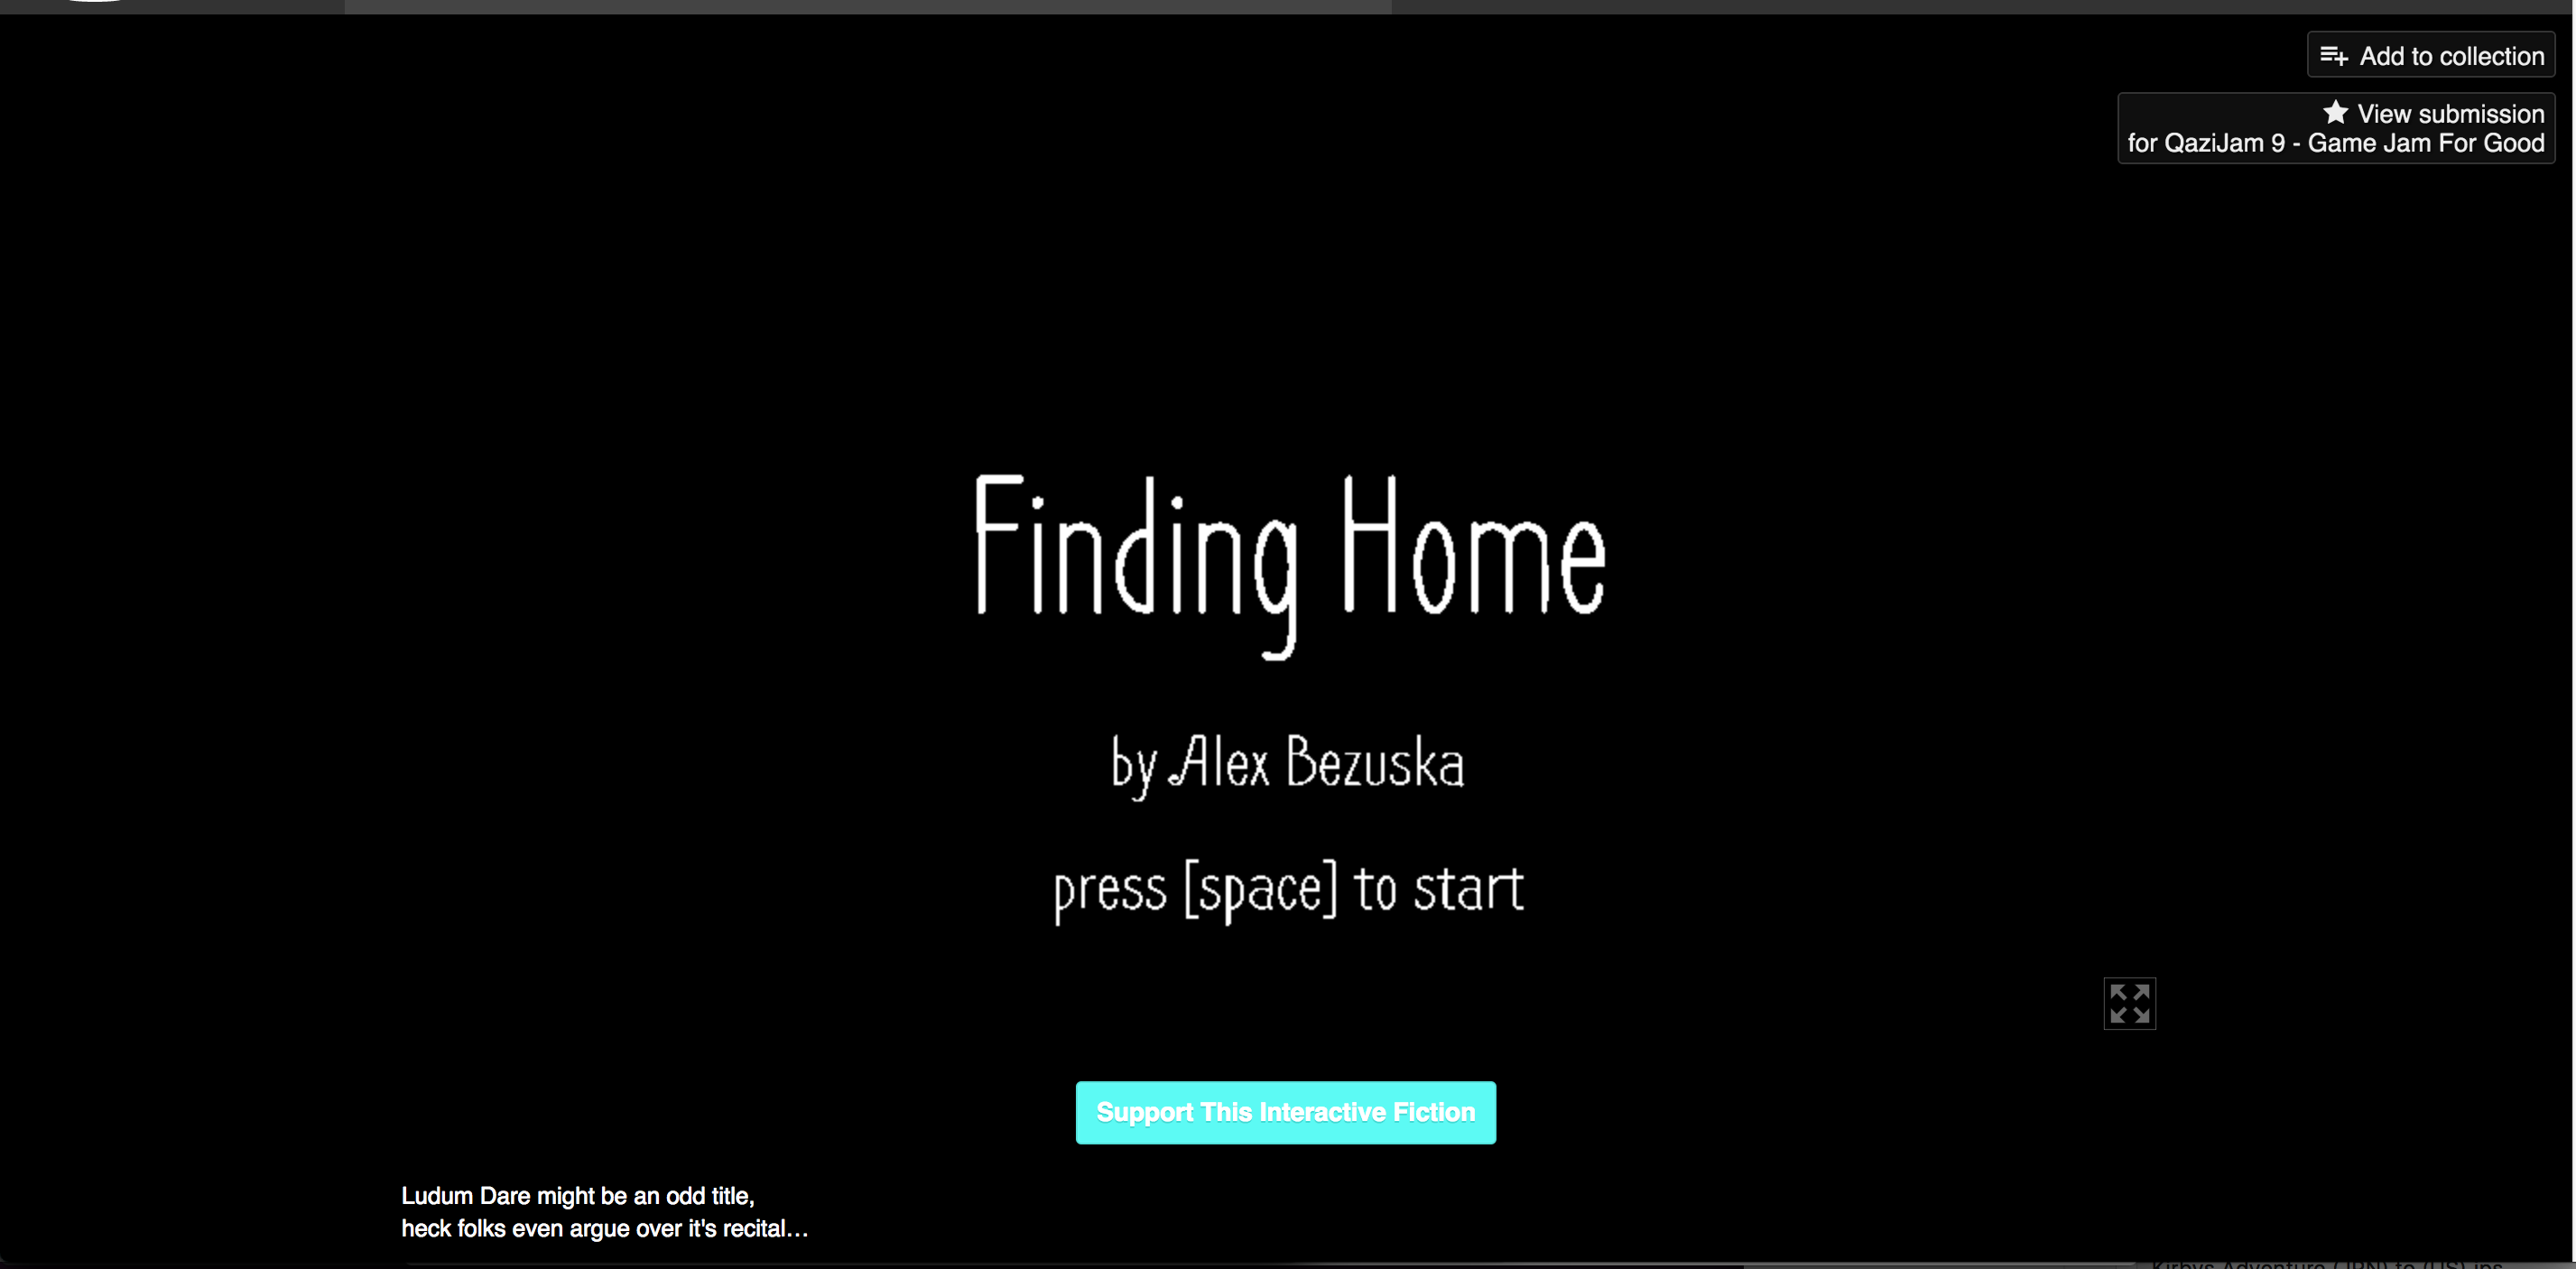 Add to collection
View submission
for QaziJam 9 - Game Jam For Good
Finding Home
by Alex Bezuska
press [space] to start
Support This Interactive Fiction
Ludum Dare might be an odd title,
heck folks even argue over it's recital...